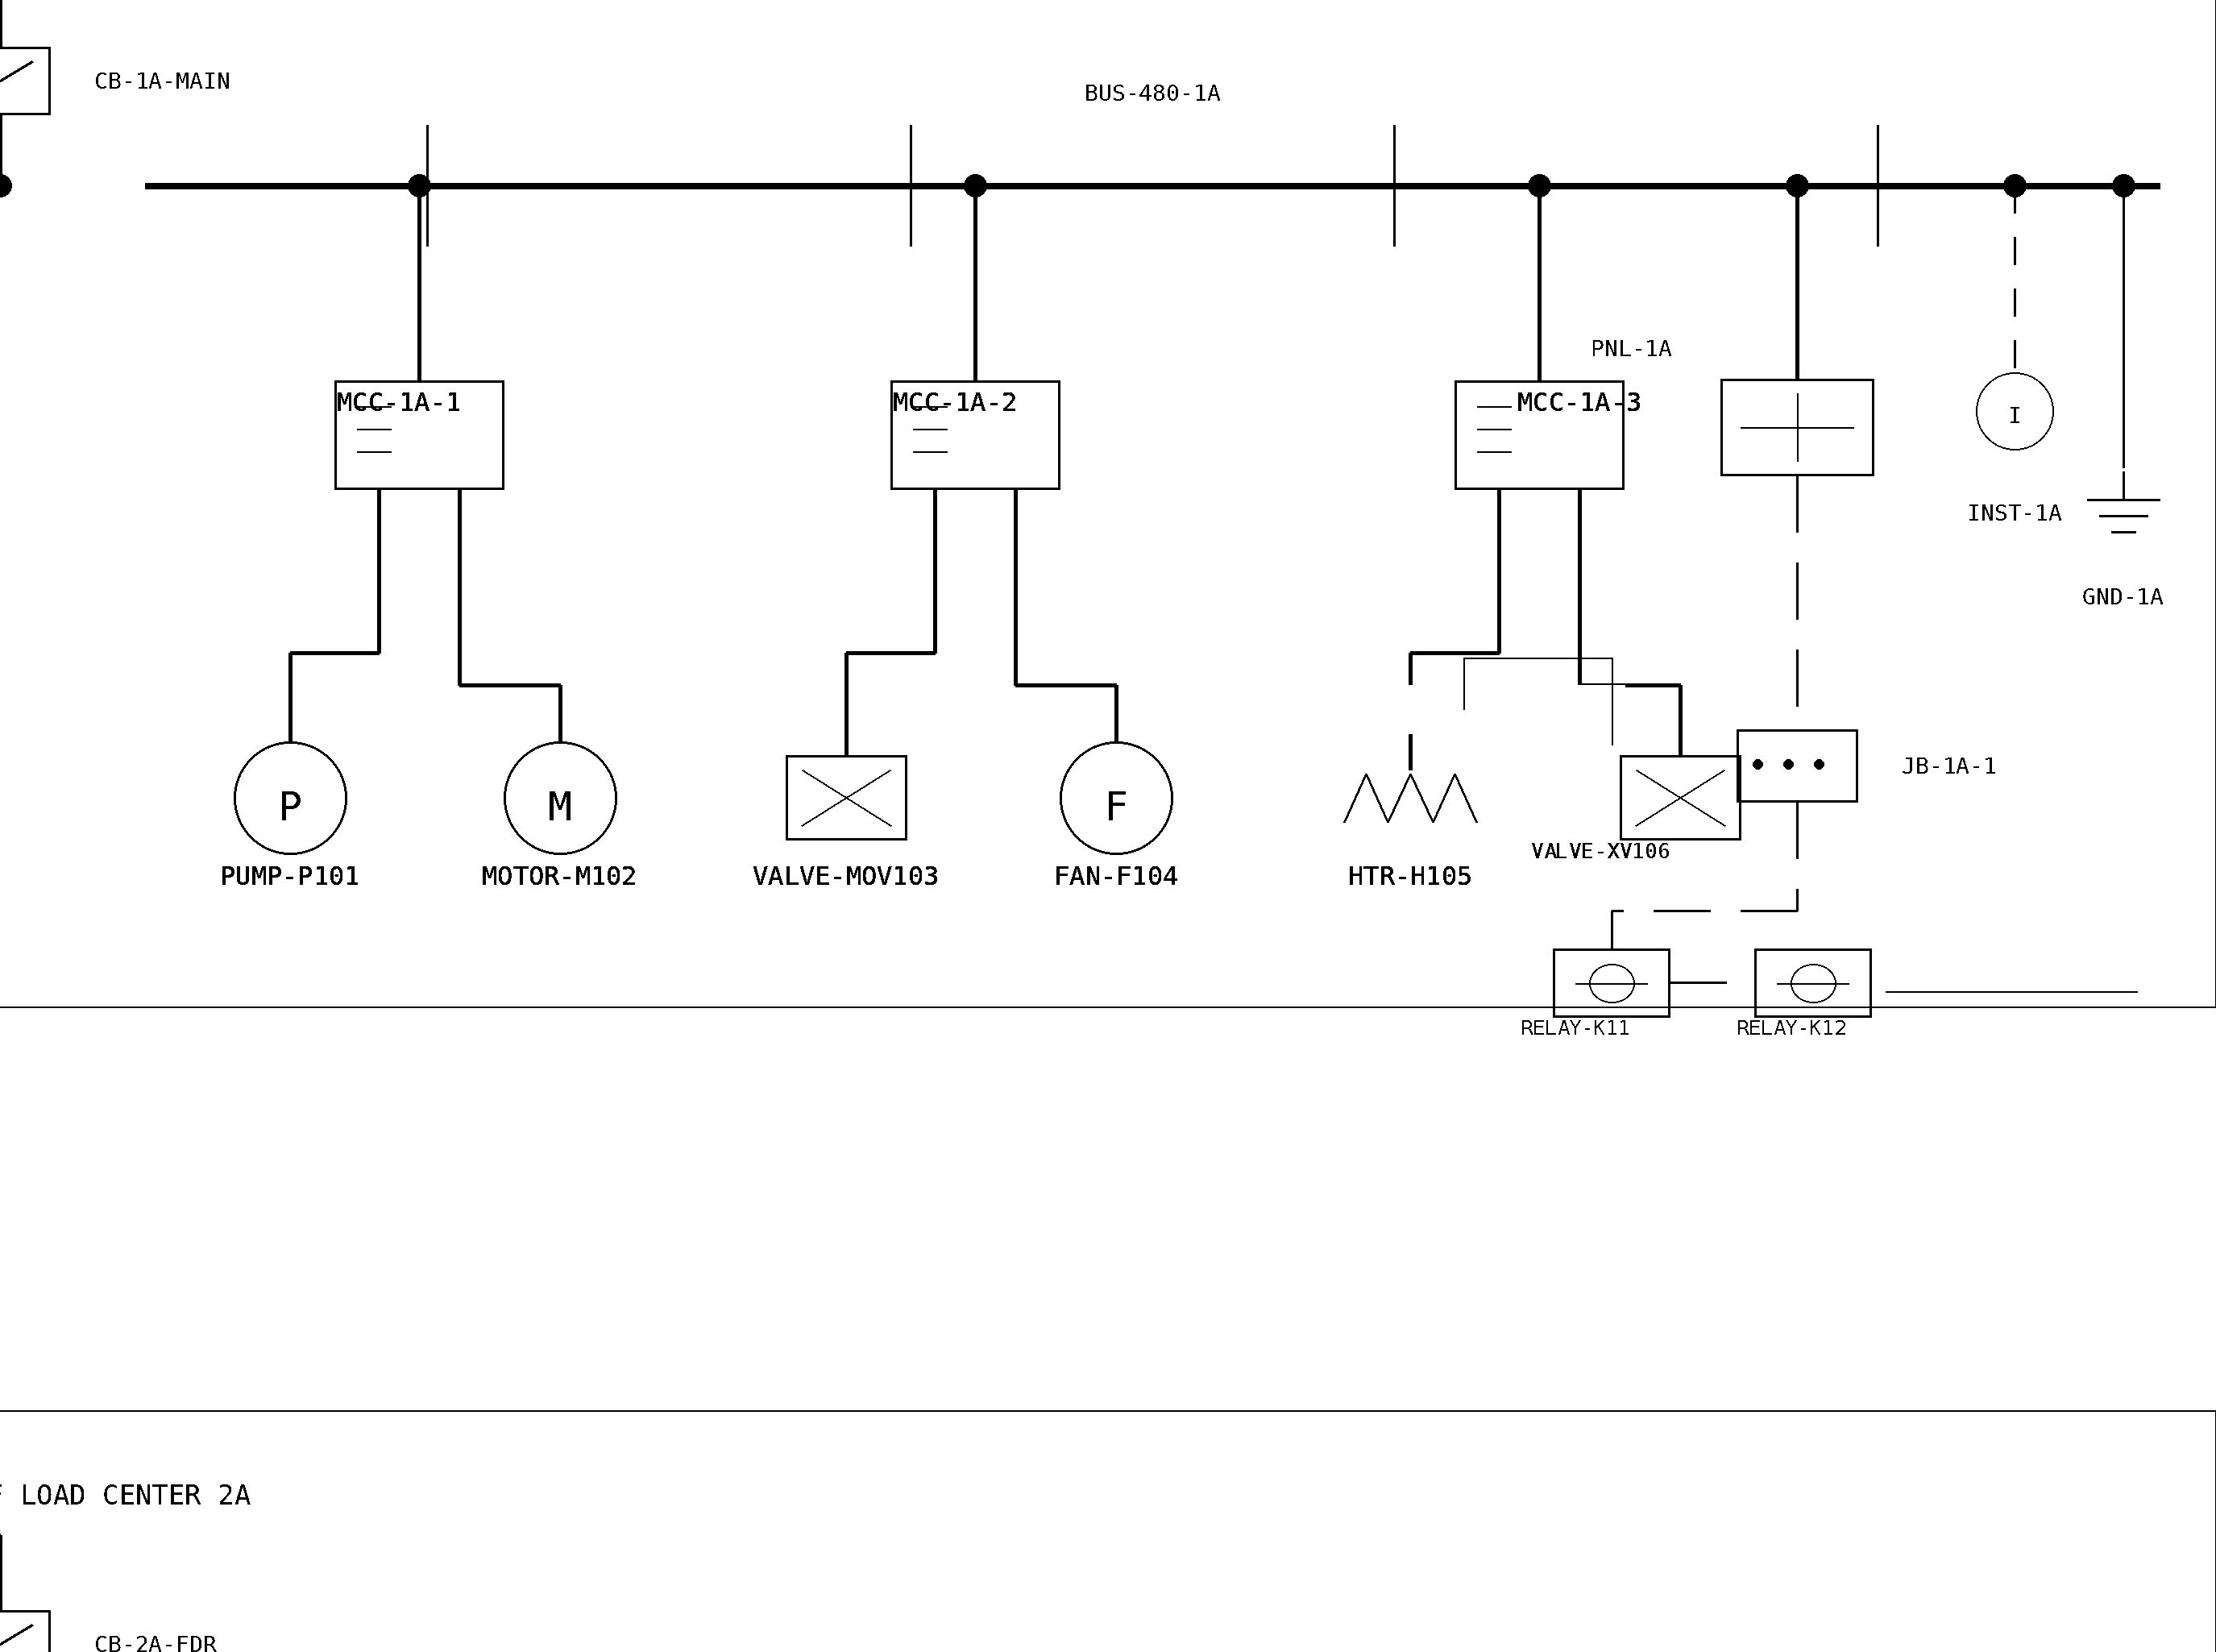 CB-1A-MAIN
BUS-480-1A
PNL-1A
MCC-1A-1
MCC-1A-2
MCC-1A-3
I
INST-1A
GND-1A
JB-1A-1
P
M
F
VALVE-XV106
PUMP-P101
MOTOR-M102
VALVE-MOV103
FAN-F104
HTR-H105
RELAY-K11
RELAY-K12
LOAD CENTER 2A
CB-2A-FDR